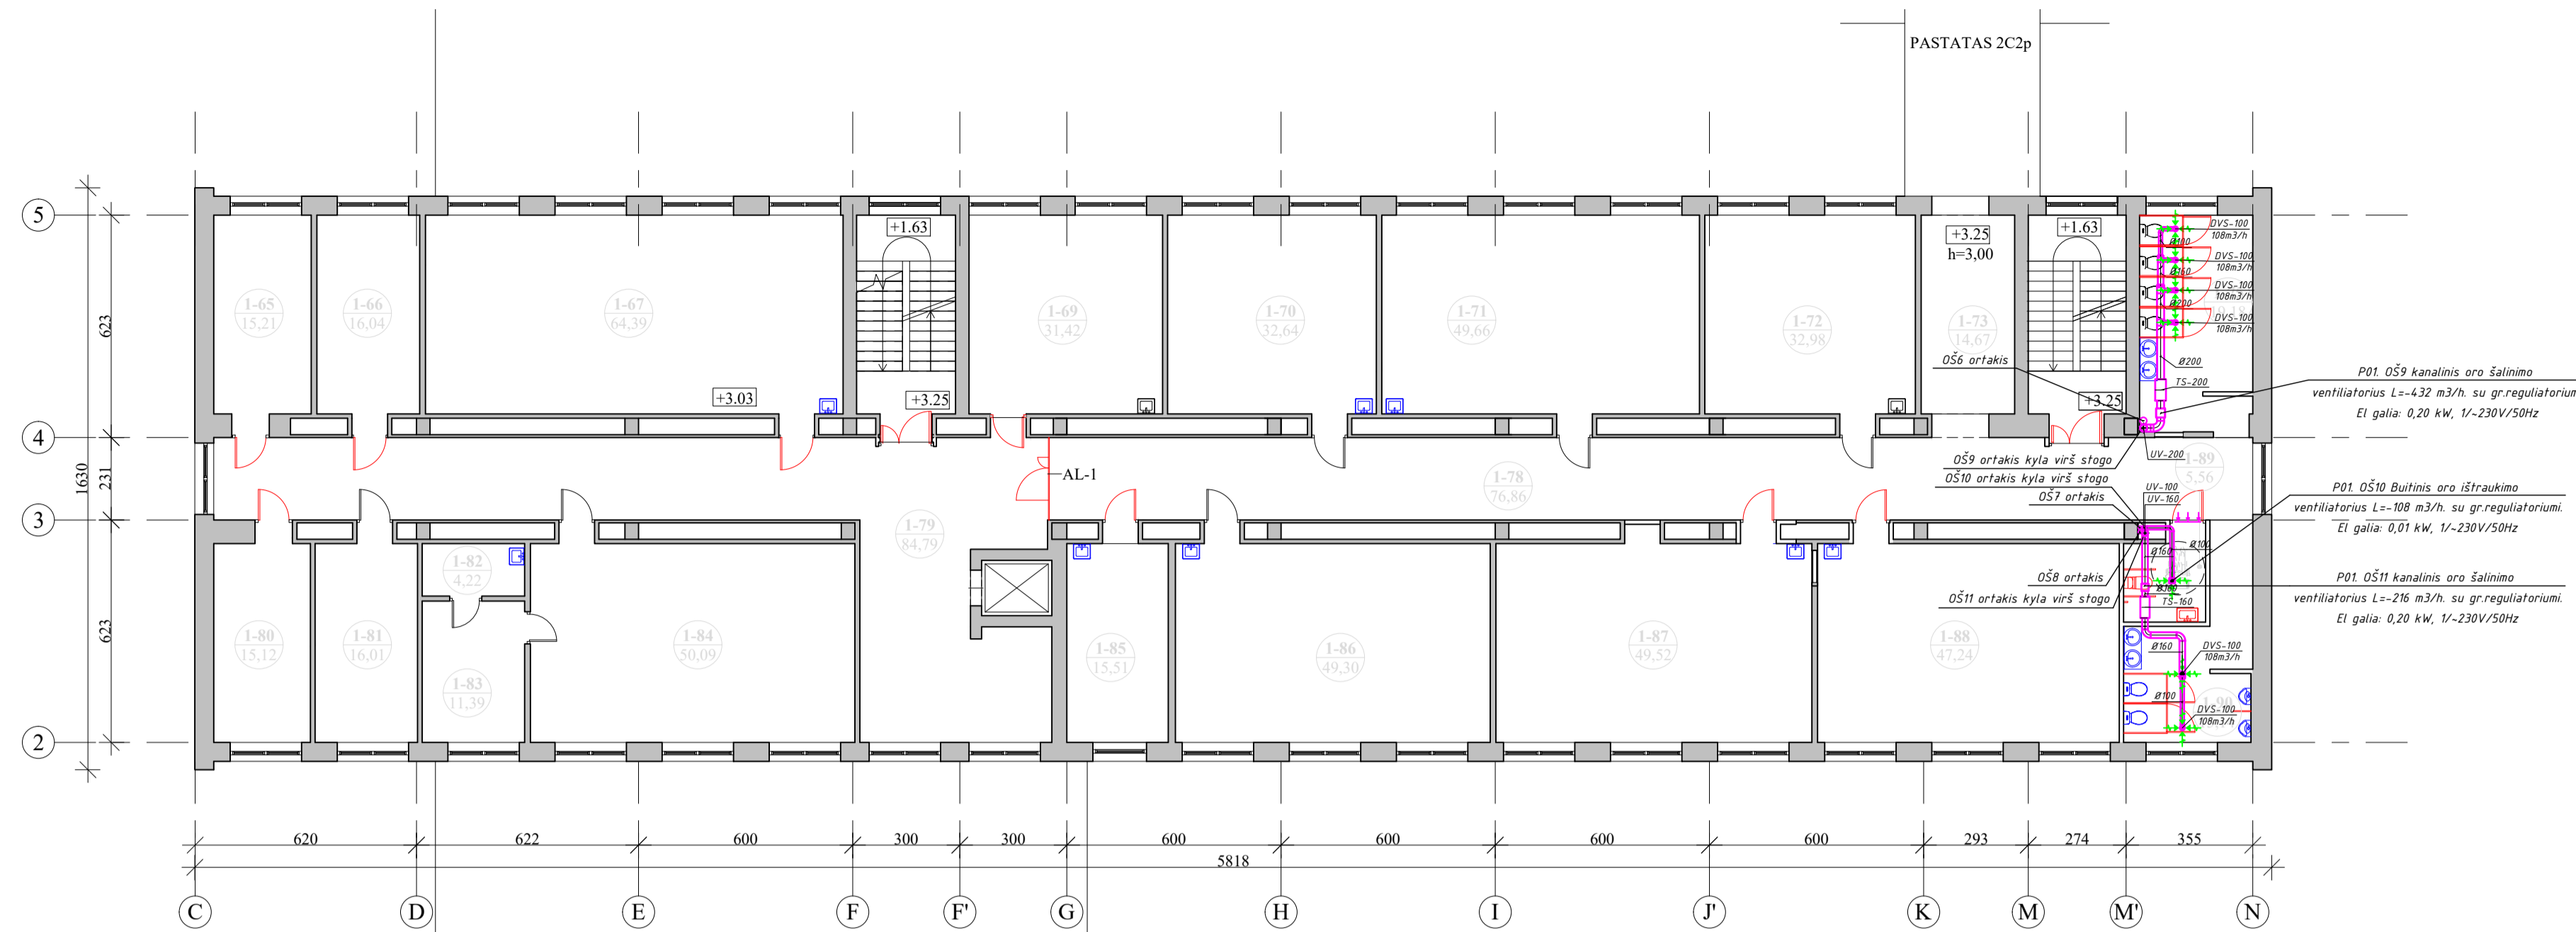 PASTATAS 2C2p
5
4
3
2
1630
623
231
623
1-65
15,21
1-66
16,04
1-67
64,39
+3.03
+1.63
+3.25
1-69
31,42
1-70
32,64
1-71
49,66
1-72
32,98
+3.25
h=3,00
1-73
14,67
+1.63
+3.25
DVS-100
108m3/h
Ø100
DVS-100
108m3/h
Ø160
DVS-100
108m3/h
Ø200
DVS-100
108m3/h
Ø200
TS-200
OŠ6 ortakis
P01. OŠ9 kanalinis oro šalinimo
ventiliatorius L=-432 m3/h. su gr.reguliatorium
El galia: 0,20 kW, 1/~230V/50Hz
UV-200
OŠ9 ortakis kyla virš stogo
OŠ10 ortakis kyla virš stogo
OŠ7 ortakis
UV-100
UV-160
1-89
5,56
P01. OŠ10 Buitinis oro ištraukimo
ventiliatorius L=-108 m3/h. su gr.reguliatoriumi.
El galia: 0,01 kW, 1/~230V/50Hz
AL-1
1-78
76,86
1-79
84,79
1-80
15,12
1-81
16,01
1-82
4,22
1-83
11,39
1-84
50,09
1-85
15,51
1-86
49,30
1-87
49,52
1-88
47,24
Ø160
Ø100
OŠ8 ortakis
OŠ11 ortakis kyla virš stogo
TS-160
P01. OŠ11 kanalinis oro šalinimo
ventiliatorius L=-216 m3/h. su gr.reguliatoriumi.
El galia: 0,20 kW, 1/~230V/50Hz
Ø160
DVS-100
108m3/h
Ø100
1-90
DVS-100
108m3/h
620
622
600
300
300
600
600
600
600
293
274
355
5818
C
D
E
F
F'
G
H
I
J'
K
M
M'
N